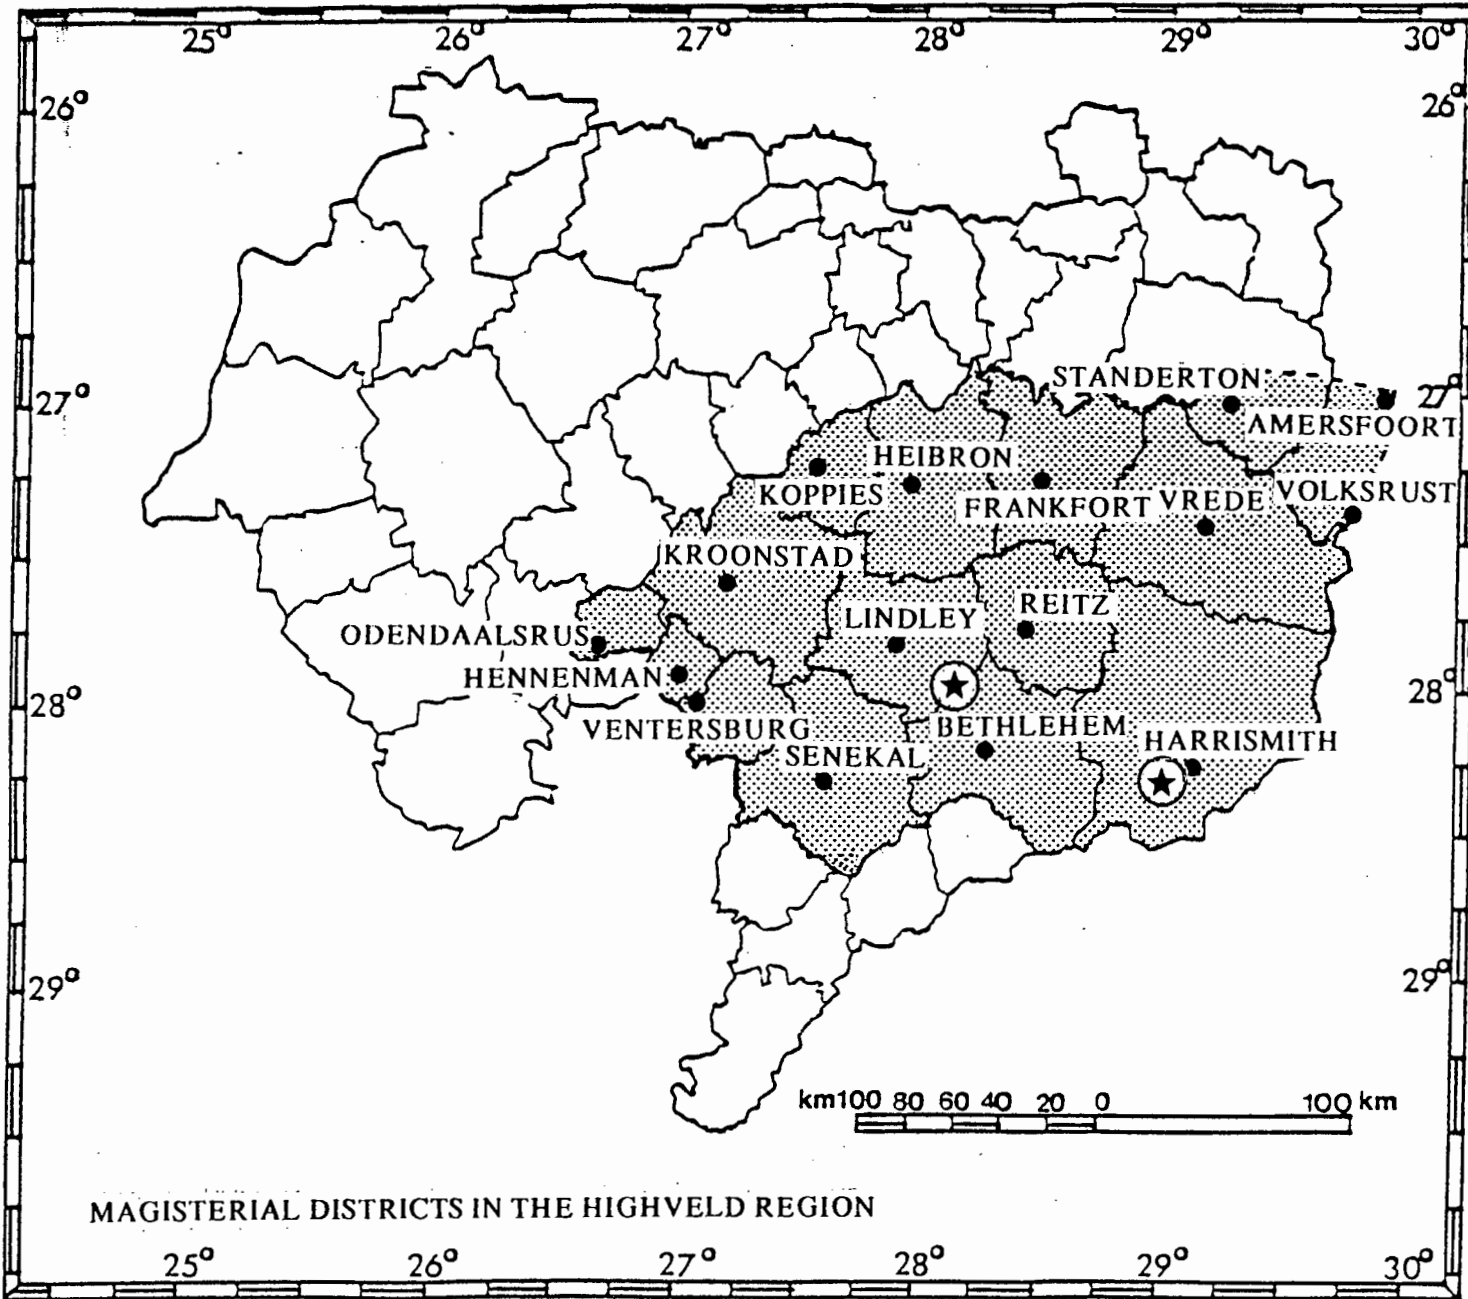 25° 26° 27° 28° 29° 30°
26° 26°
STANDERTON
27° 27°
AMERSFOORT
HEIBRON
KOPPIES
FRANKFORT
VREDE
VOLKSRUST
KROONSTAD
LINDLEY
REITZ
ODENDAALSRUS
HENNENMAN
28° 28°
VENTERSBURG
BETHLEHEM
HARRISMITH
SENEKAL
29° 29°
km100 80 60 40 20 0 100 km
MAGISTERIAL DISTRICTS IN THE HIGHVELD REGION
25° 26° 27° 28° 29° 30°